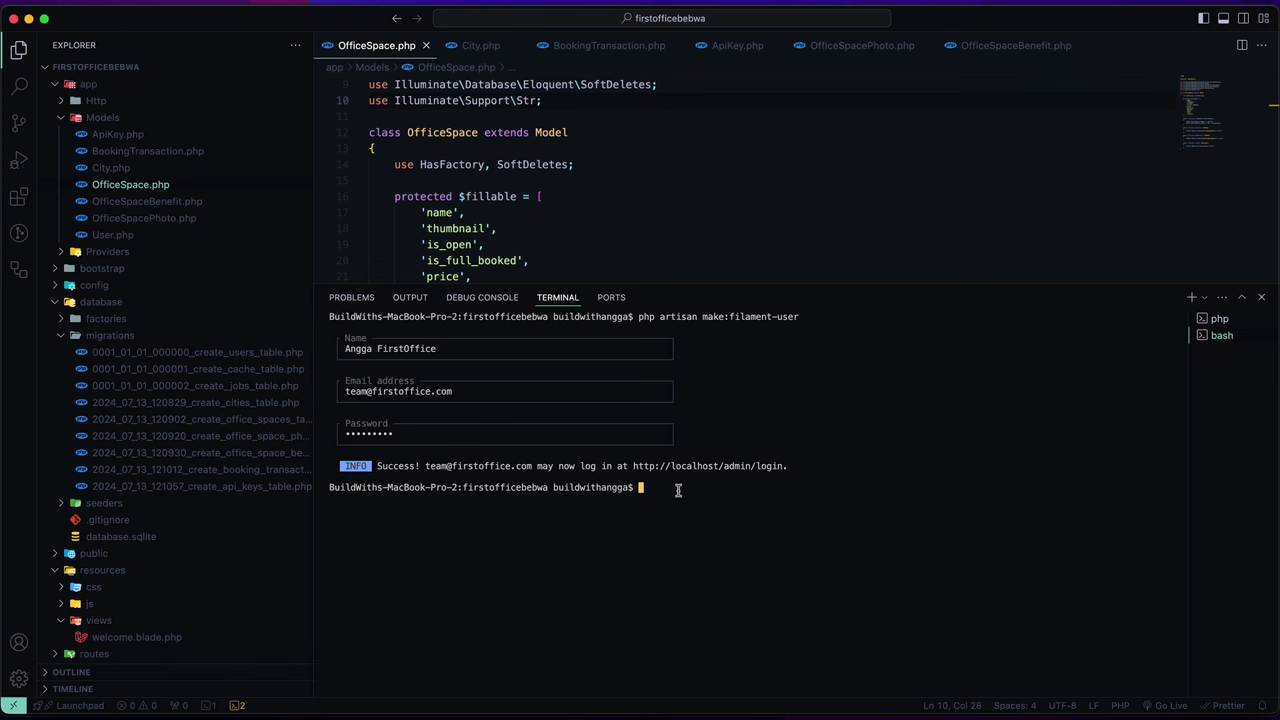 firstofficebebwa
EXPLORER
FIRSTOFFICEBEBWA
app
Http
Models
ApiKey.php
BookingTransaction.php
City.php
OfficeSpace.php
OfficeSpaceBenefit.php
OfficeSpacePhoto.php
User.php
Providers
bootstrap
config
database
factories
migrations
0001_01_01_000000_create_users_table.php
0001_01_01_000001_create_cache_table.php
0001_01_01_000002_create_jobs_table.php
2024_07_13_120829_create_cities_table.php
2024_07_13_120902_create_office_spaces_ta...
2024_07_13_120920_create_office_space_ph...
2024_07_13_120930_create_office_space_be...
2024_07_13_121012_create_booking_transact...
2024_07_13_121057_create_api_keys_table.php
seeders
.gitignore
database.sqlite
public
resources
css
js
views
welcome.blade.php
routes
OUTLINE
TIMELINE
OfficeSpace.php
City.php
BookingTransaction.php
ApiKey.php
OfficeSpacePhoto.php
OfficeSpaceBenefit.php
app > Models > OfficeSpace.php > ...
9 use Illuminate\Database\Eloquent\SoftDeletes;
10 use Illuminate\Support\Str;
11
12 class OfficeSpace extends Model
13 {
14 use HasFactory, SoftDeletes;
15
16 protected $fillable = [
17 'name',
18 'thumbnail',
19 'is_open',
20 'is_full_booked',
21 'price',
PROBLEMS OUTPUT DEBUG CONSOLE TERMINAL PORTS
BuildWiths-MacBook-Pro-2:firstofficebebwa buildwithangga$ php artisan make:filament-user
Name
Angga FirstOffice
Email address
team@firstoffice.com
Password
•••••••••
INFO Success! team@firstoffice.com may now log in at http://localhost/admin/login.
BuildWiths-MacBook-Pro-2:firstofficebebwa buildwithangga$
php
bash
Launchpad 0 0 0 1 2 Ln 10, Col 28 Spaces: 4 UTF-8 LF PHP Go Live Prettier